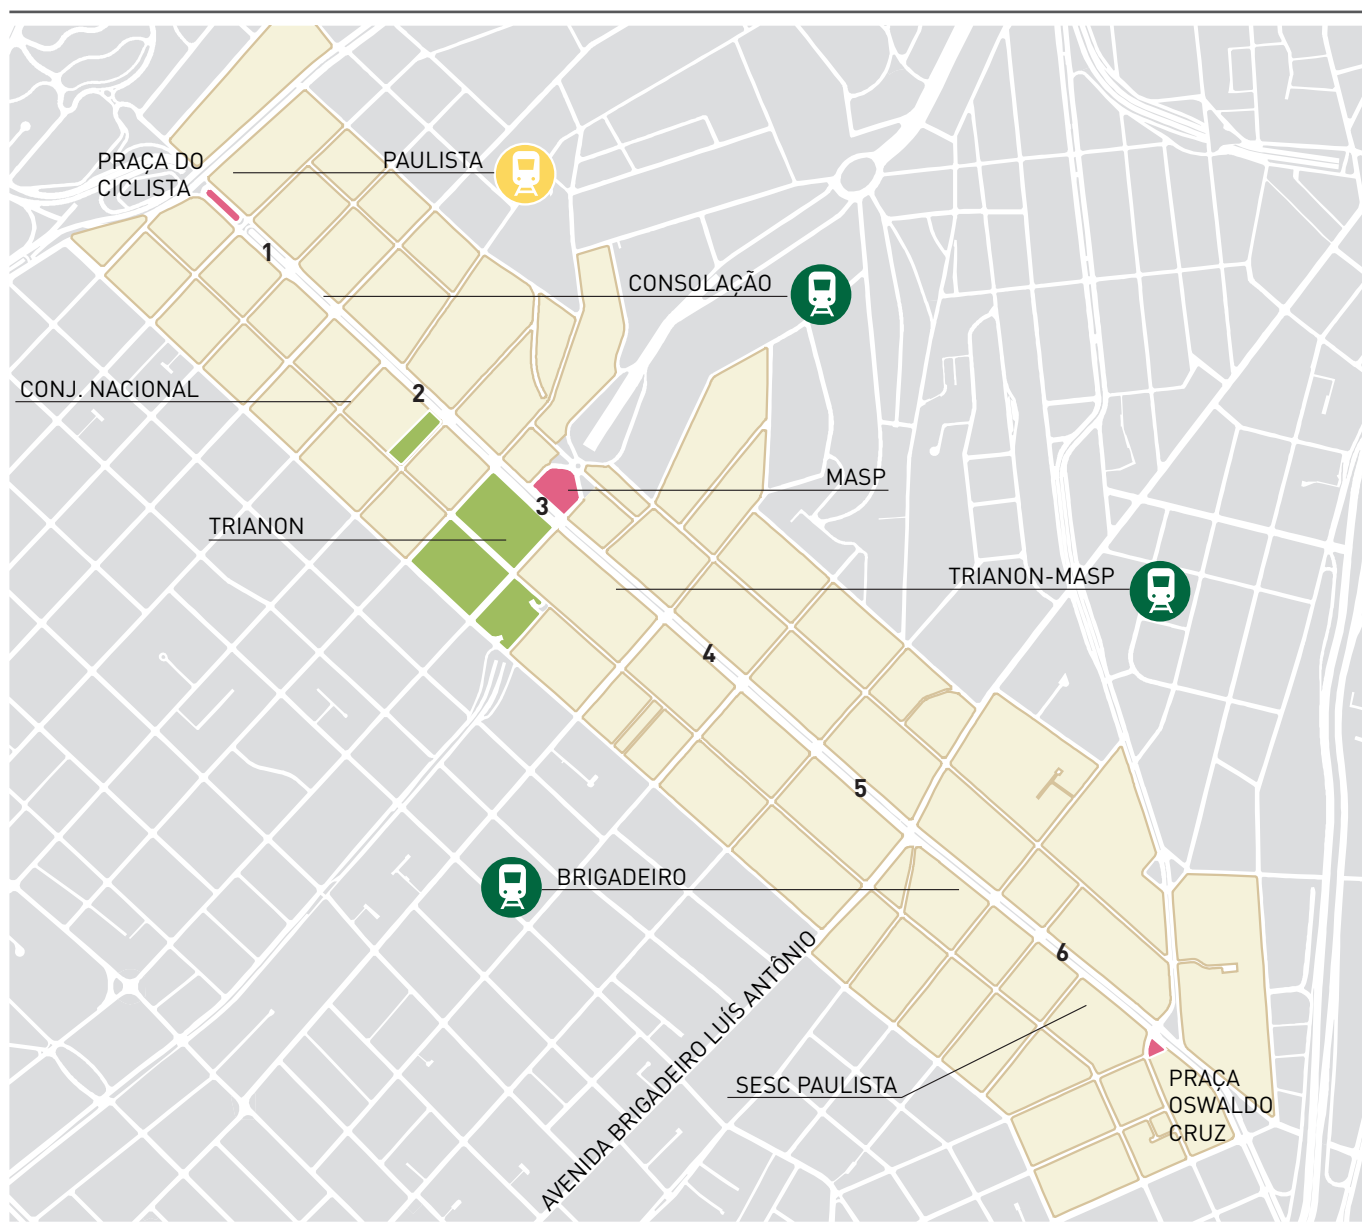 PRAÇA DO
CICLISTA
PAULISTA
1
CONSOLAÇÃO
CONJ. NACIONAL
2
MASP
3
TRIANON
TRIANON-MASP
4
5
BRIGADEIRO
AVENIDA BRIGADEIRO LUÍS ANTÔNIO
6
SESC PAULISTA
PRAÇA
OSWALDO
CRUZ